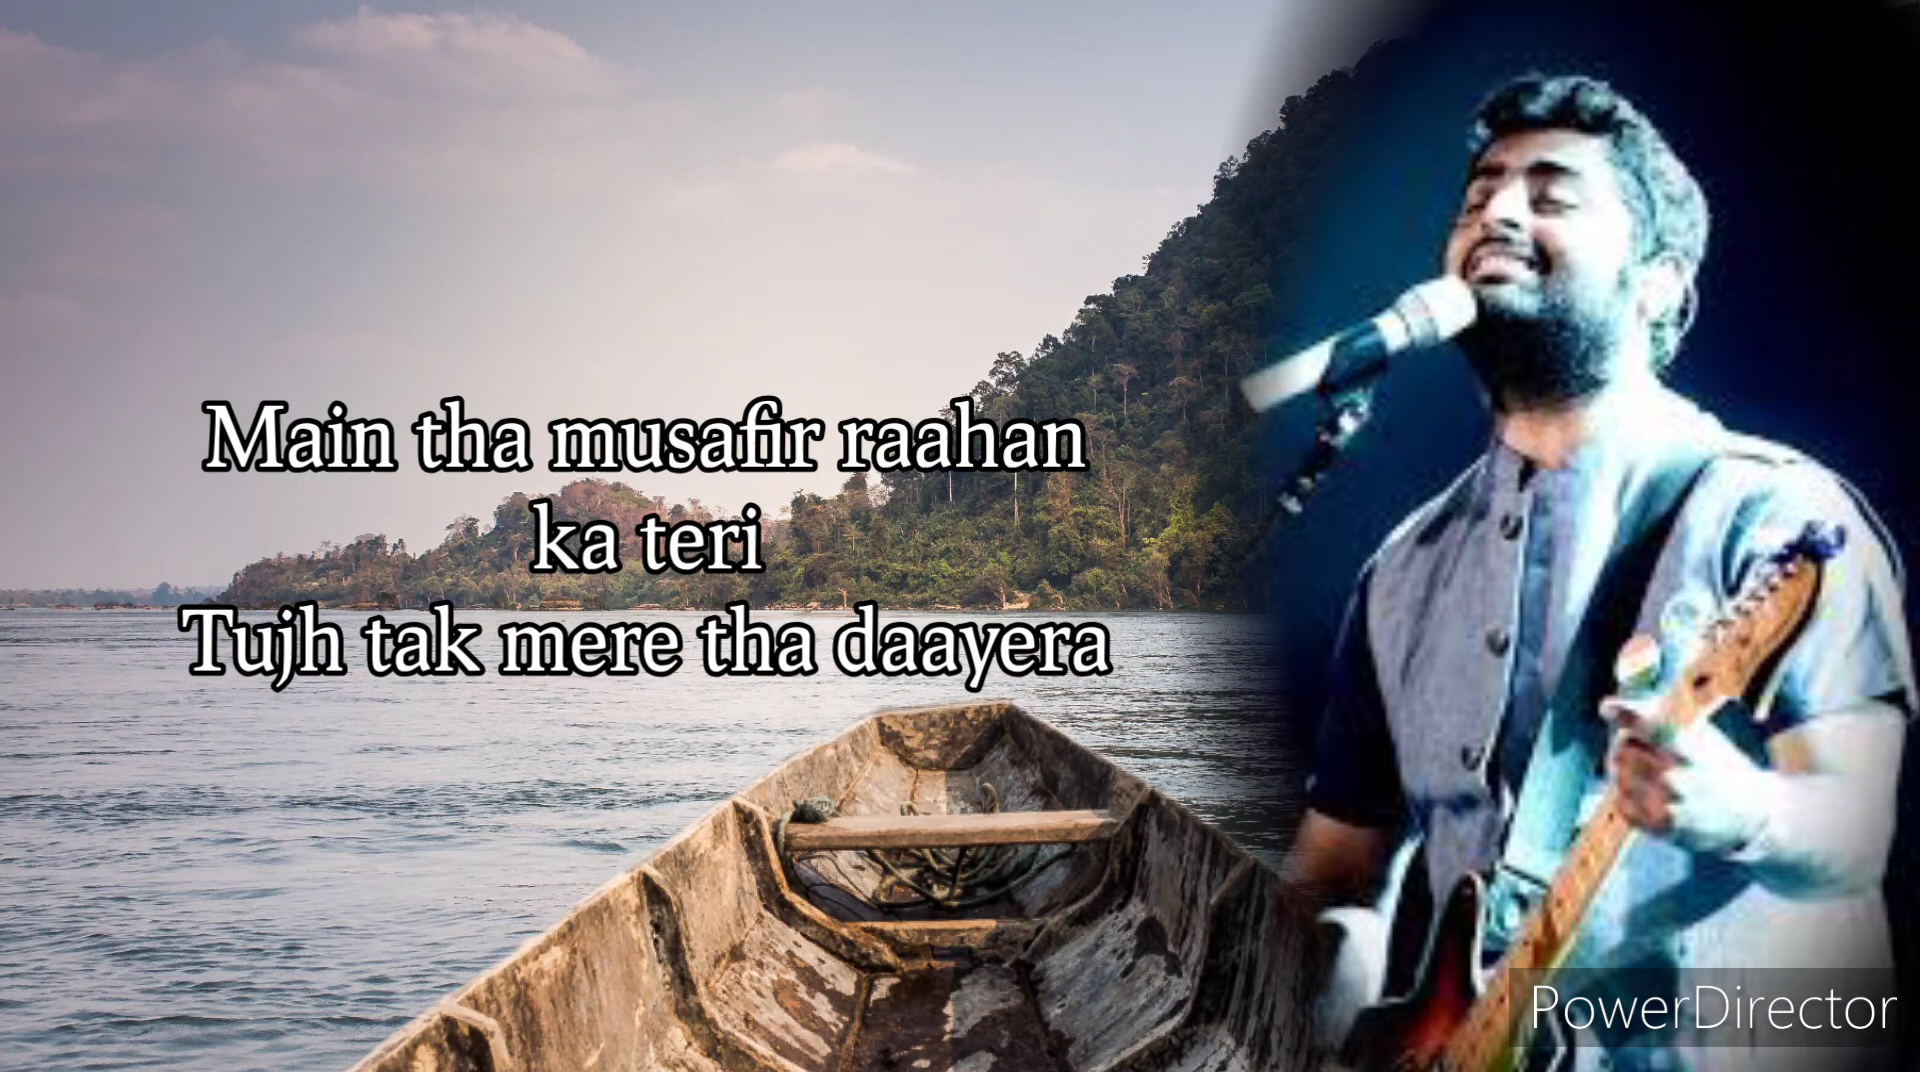 Main tha musafir raahan
ka teri
Tujh tak mere tha daayera
PowerDirector